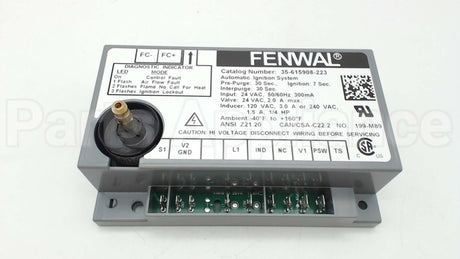 FC- FC+
FENWAL®
DIAGNOSTIC INDICATOR
LED MODE
On Control Fault
1 Flash Air Flow Fault
2 Flashes Flame No Call For Heat
3 Flashes Ignition Lockout
Catalog Number: 35-615908-223
Automatic Ignition System
Pre-Purge: 30 Sec. Ignition: 7 Sec.
Interpurge: 30 Sec.
Input: 24 VAC, 50/60Hz 300mA
Valve: 24 VAC, 2.0 A max.
Inducer: 120 VAC, 3.0 A or 240 VAC,
1.5 A, 1/4 HP
Ambient: -40°F to +160°F
ANSI Z21.20 CAN/CSA-C22.2 NO. 199-M89
CAUTION: HI VOLTAGE DISCONNECT WIRING BEFORE SERVICING
S1 V2 GND L1 IND NC V1 PSW TS
C US